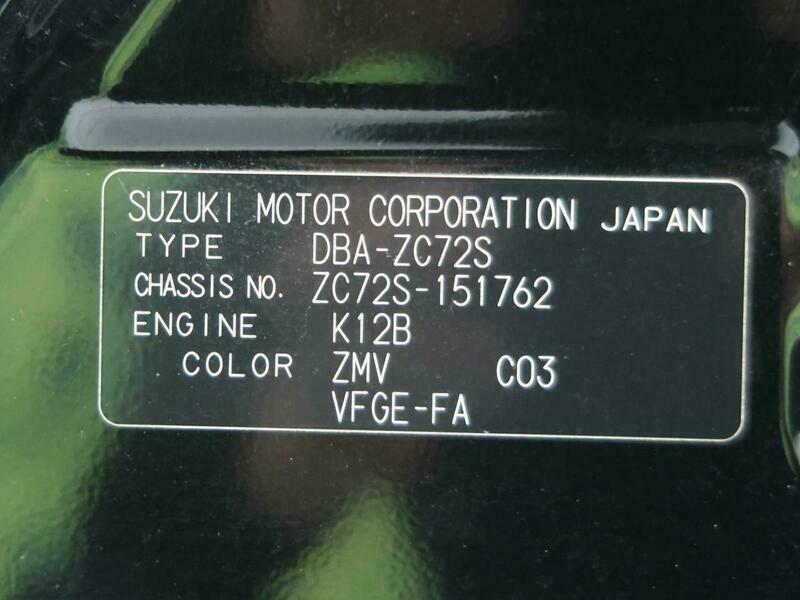 SUZUKI MOTOR CORPORATION JAPAN
TYPE DBA-ZC72S
CHASSIS NO. ZC72S-151762
ENGINE K12B
COLOR ZMV C03
VFGE-FA